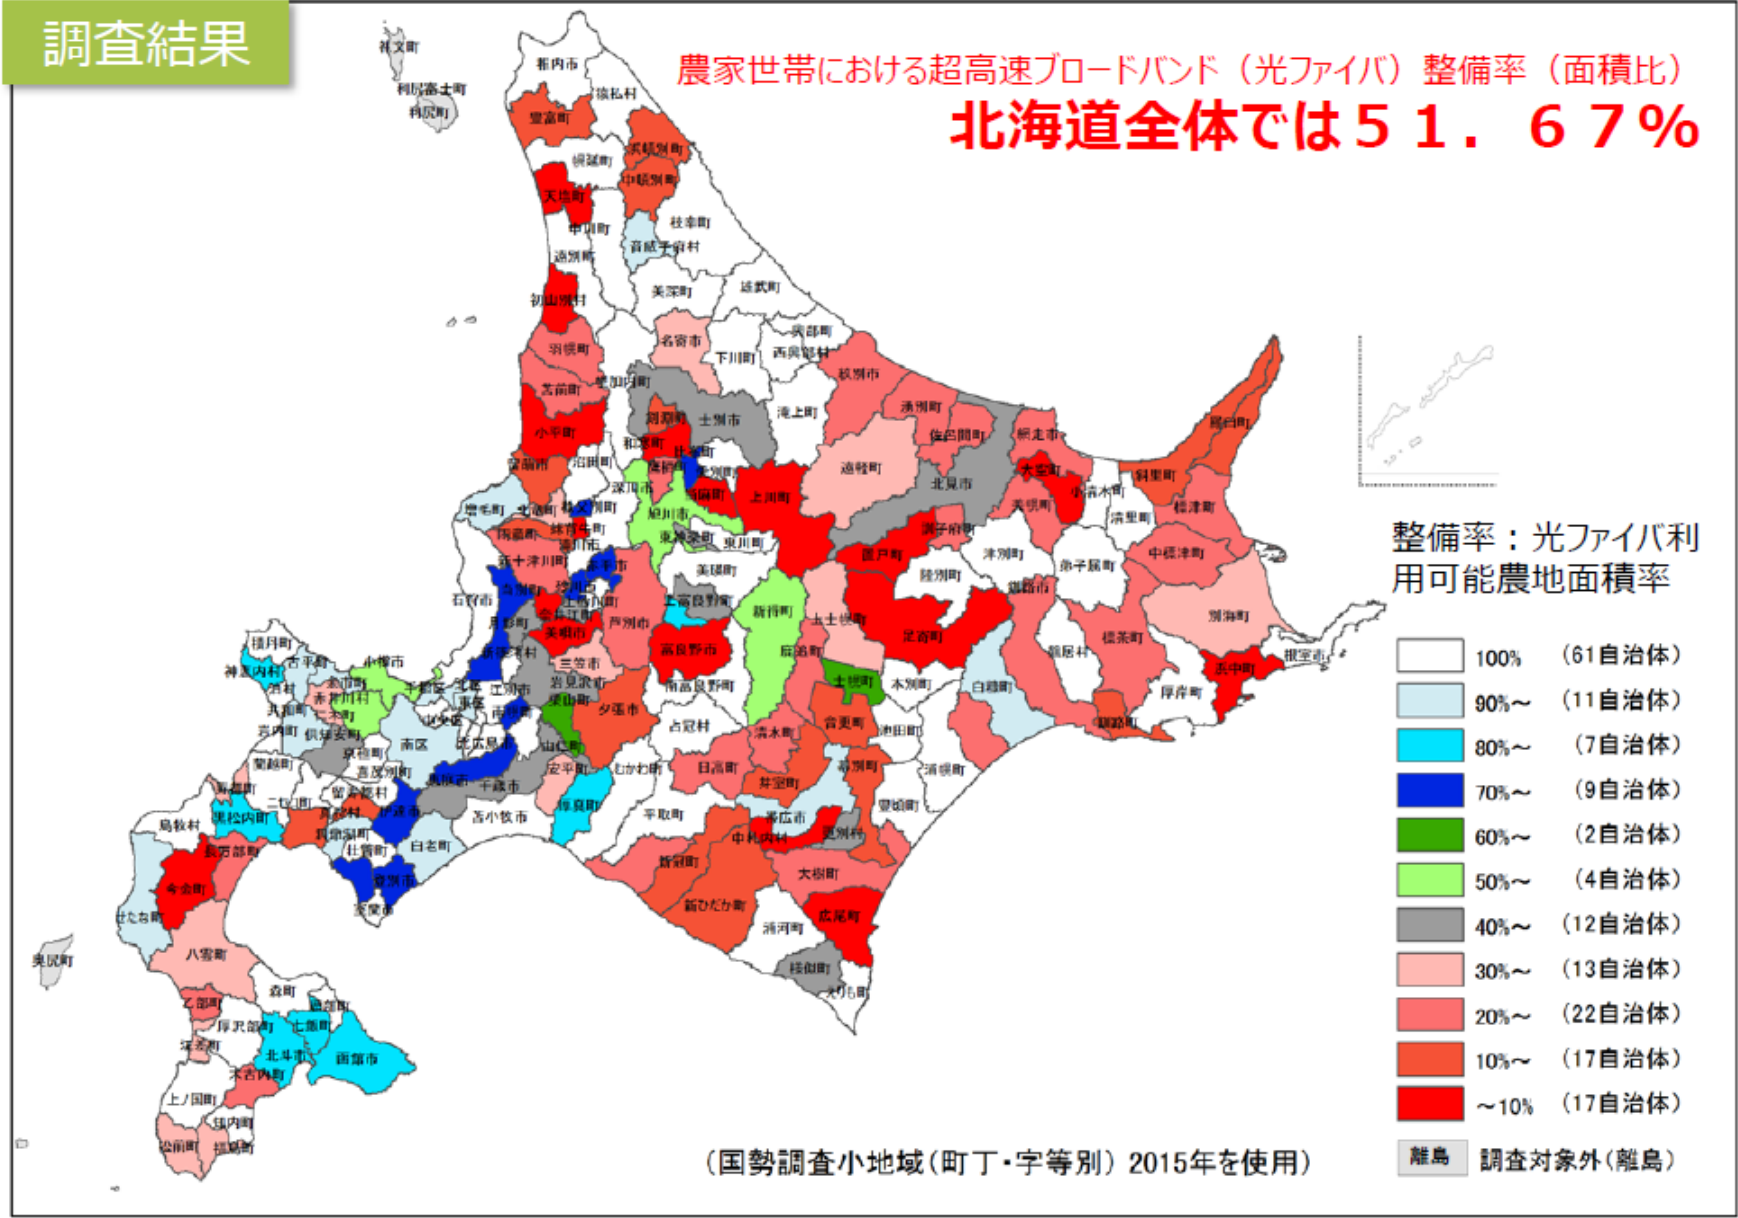 調査結果
農家世帯における超高速ブロードバンド（光ファイバ）整備率（面積比）
北海道全体では５１．６７％
礼文町
利尻富士町
利尻町
稚内市
猿払村
豊富町
浜頓別町
幌延町
中頓別町
天塩町
枝幸町
中川町
音威子府村
遠別町
美深町
雄武町
初山別村
興部町
名寄市
西興部村
下川町
羽幌町
紋別市
幌加内町
苫前町
湧別町
滝上町
士別市
剣淵町
羅臼町
小平町
佐呂間町
網走市
和寒町
比布町
留萌市
沼田町
遠軽町
大空町
斜里町
愛別町
北見市
小清水町
深川市
当麻町
上川町
美幌町
標津町
増毛町
北竜町
秩父別町
旭川市
清里町
雨竜町
妹背牛町
東神楽町
東川町
訓子府町
滝川市
置戸町
津別町
中標津町
新十津川町
赤平市
美瑛町
陸別町
弟子屈町
砂川市
釧路市
石狩市
上富良野町
新得町
上士幌町
別海町
月形町
奈井江町
芦別市
美唄市
足寄町
標茶町
積丹町
新篠津村
富良野市
鹿追町
鶴居村
根室市
神恵内村
古平町
小樽市
三笠市
浜中町
岩見沢市
南富良野町
士幌町
本別町
白糠町
厚岸町
泊村
赤井川村
手稲区
北区
江別市
栗山町
夕張市
共和町
仁木町
東区
占冠村
音更町
釧路町
岩内町
倶知安町
南区
北広島市
清水町
池田町
京極町
由仁町
蘭越町
喜茂別町
安平町
むかわ町
日高町
幕別町
浦幌町
千歳市
芽室町
留寿都村
ニセコ町
伊達市
厚真町
黒松内町
真狩村
苫小牧市
平取町
帯広市
豊頃町
島牧村
洞爺湖町
中札内村
更別村
壮瞥町
白老町
長万部町
新冠町
大樹町
今金町
登別市
せたな町
室蘭市
新ひだか町
広尾町
浦河町
八雲町
奥尻町
様似町
森町
えりも町
乙部町
鹿部町
厚沢部町
七飯町
江差町
北斗市
函館市
木古内町
上ノ国町
知内町
松前町
福島町
整備率：光ファイバ利
用可能農地面積率
100% （61自治体）
90%～ （11自治体）
80%～ （7自治体）
70%～ （9自治体）
60%～ （2自治体）
50%～ （4自治体）
40%～ （12自治体）
30%～ （13自治体）
20%～ （22自治体）
10%～ （17自治体）
～10% （17自治体）
離島 調査対象外（離島）
（国勢調査小地域（町丁・字等別）2015年を使用）